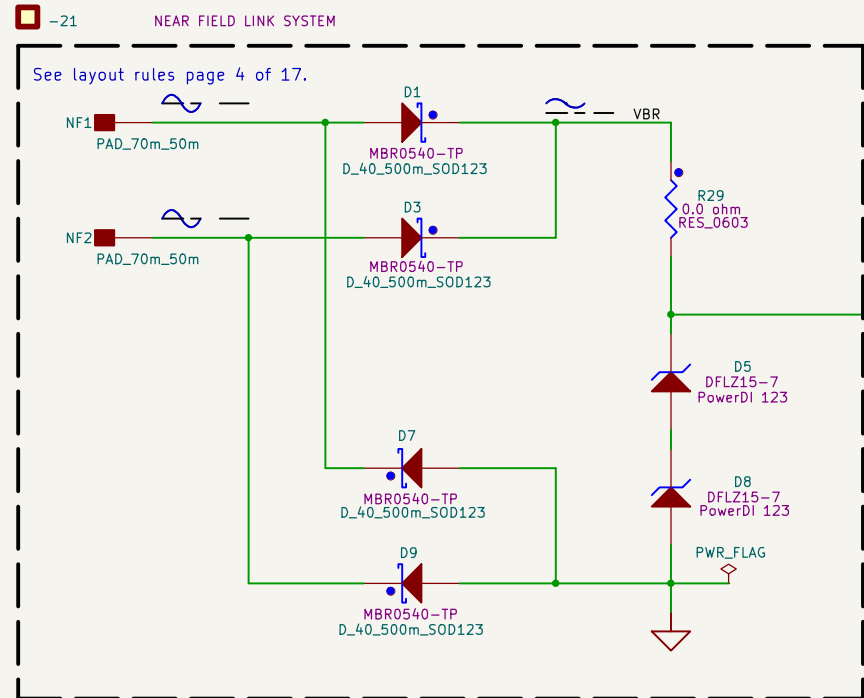 -21
NEAR FIELD LINK SYSTEM
See layout rules page 4 of 17.
D1
NF1
VBR
PAD_70m_50m
MBR0540-TP
D_40_500m_SOD123
R29
0.0 ohm
RES_0603
D3
NF2
PAD_70m_50m
MBR0540-TP
D_40_500m_SOD123
D5
DFLZ15-7
PowerDI 123
D7
MBR0540-TP
D_40_500m_SOD123
D8
DFLZ15-7
PowerDI 123
D9
PWR_FLAG
MBR0540-TP
D_40_500m_SOD123